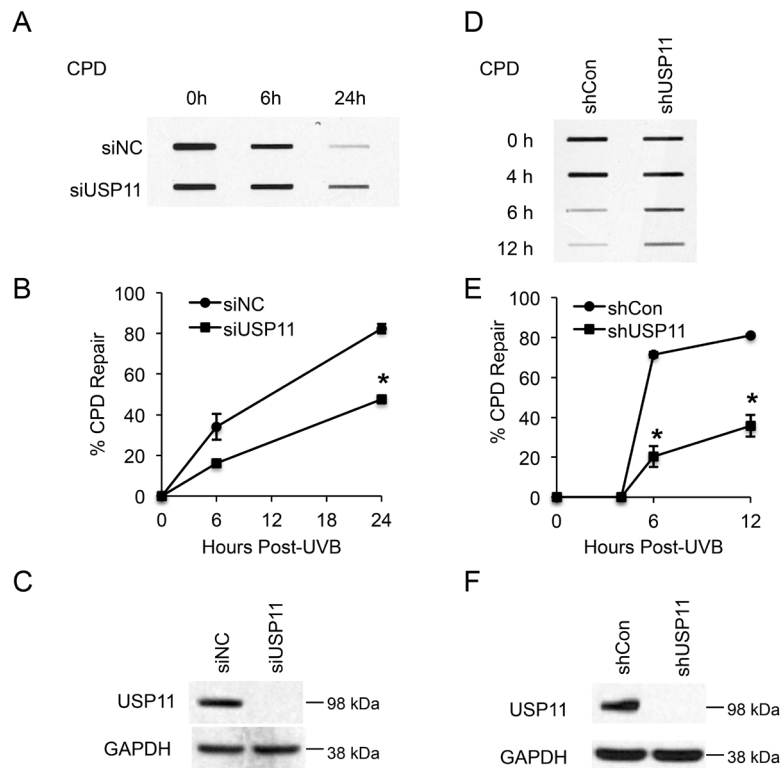 A
CPD
0h 6h 24h
siNC
siUSP11
B
% CPD Repair
100
80
60
40
20
0
siNC
siUSP11
*
0 6 12 18 24
Hours Post-UVB
C
siNC siUSP11
USP11 98 kDa
GAPDH 38 kDa
D
CPD
shCon shUSP11
0 h
4 h
6 h
12 h
E
% CPD Repair
100
80
60
40
20
0
shCon
shUSP11
* *
0 6 12
Hours Post-UVB
F
shCon shUSP11
USP11 98 kDa
GAPDH 38 kDa